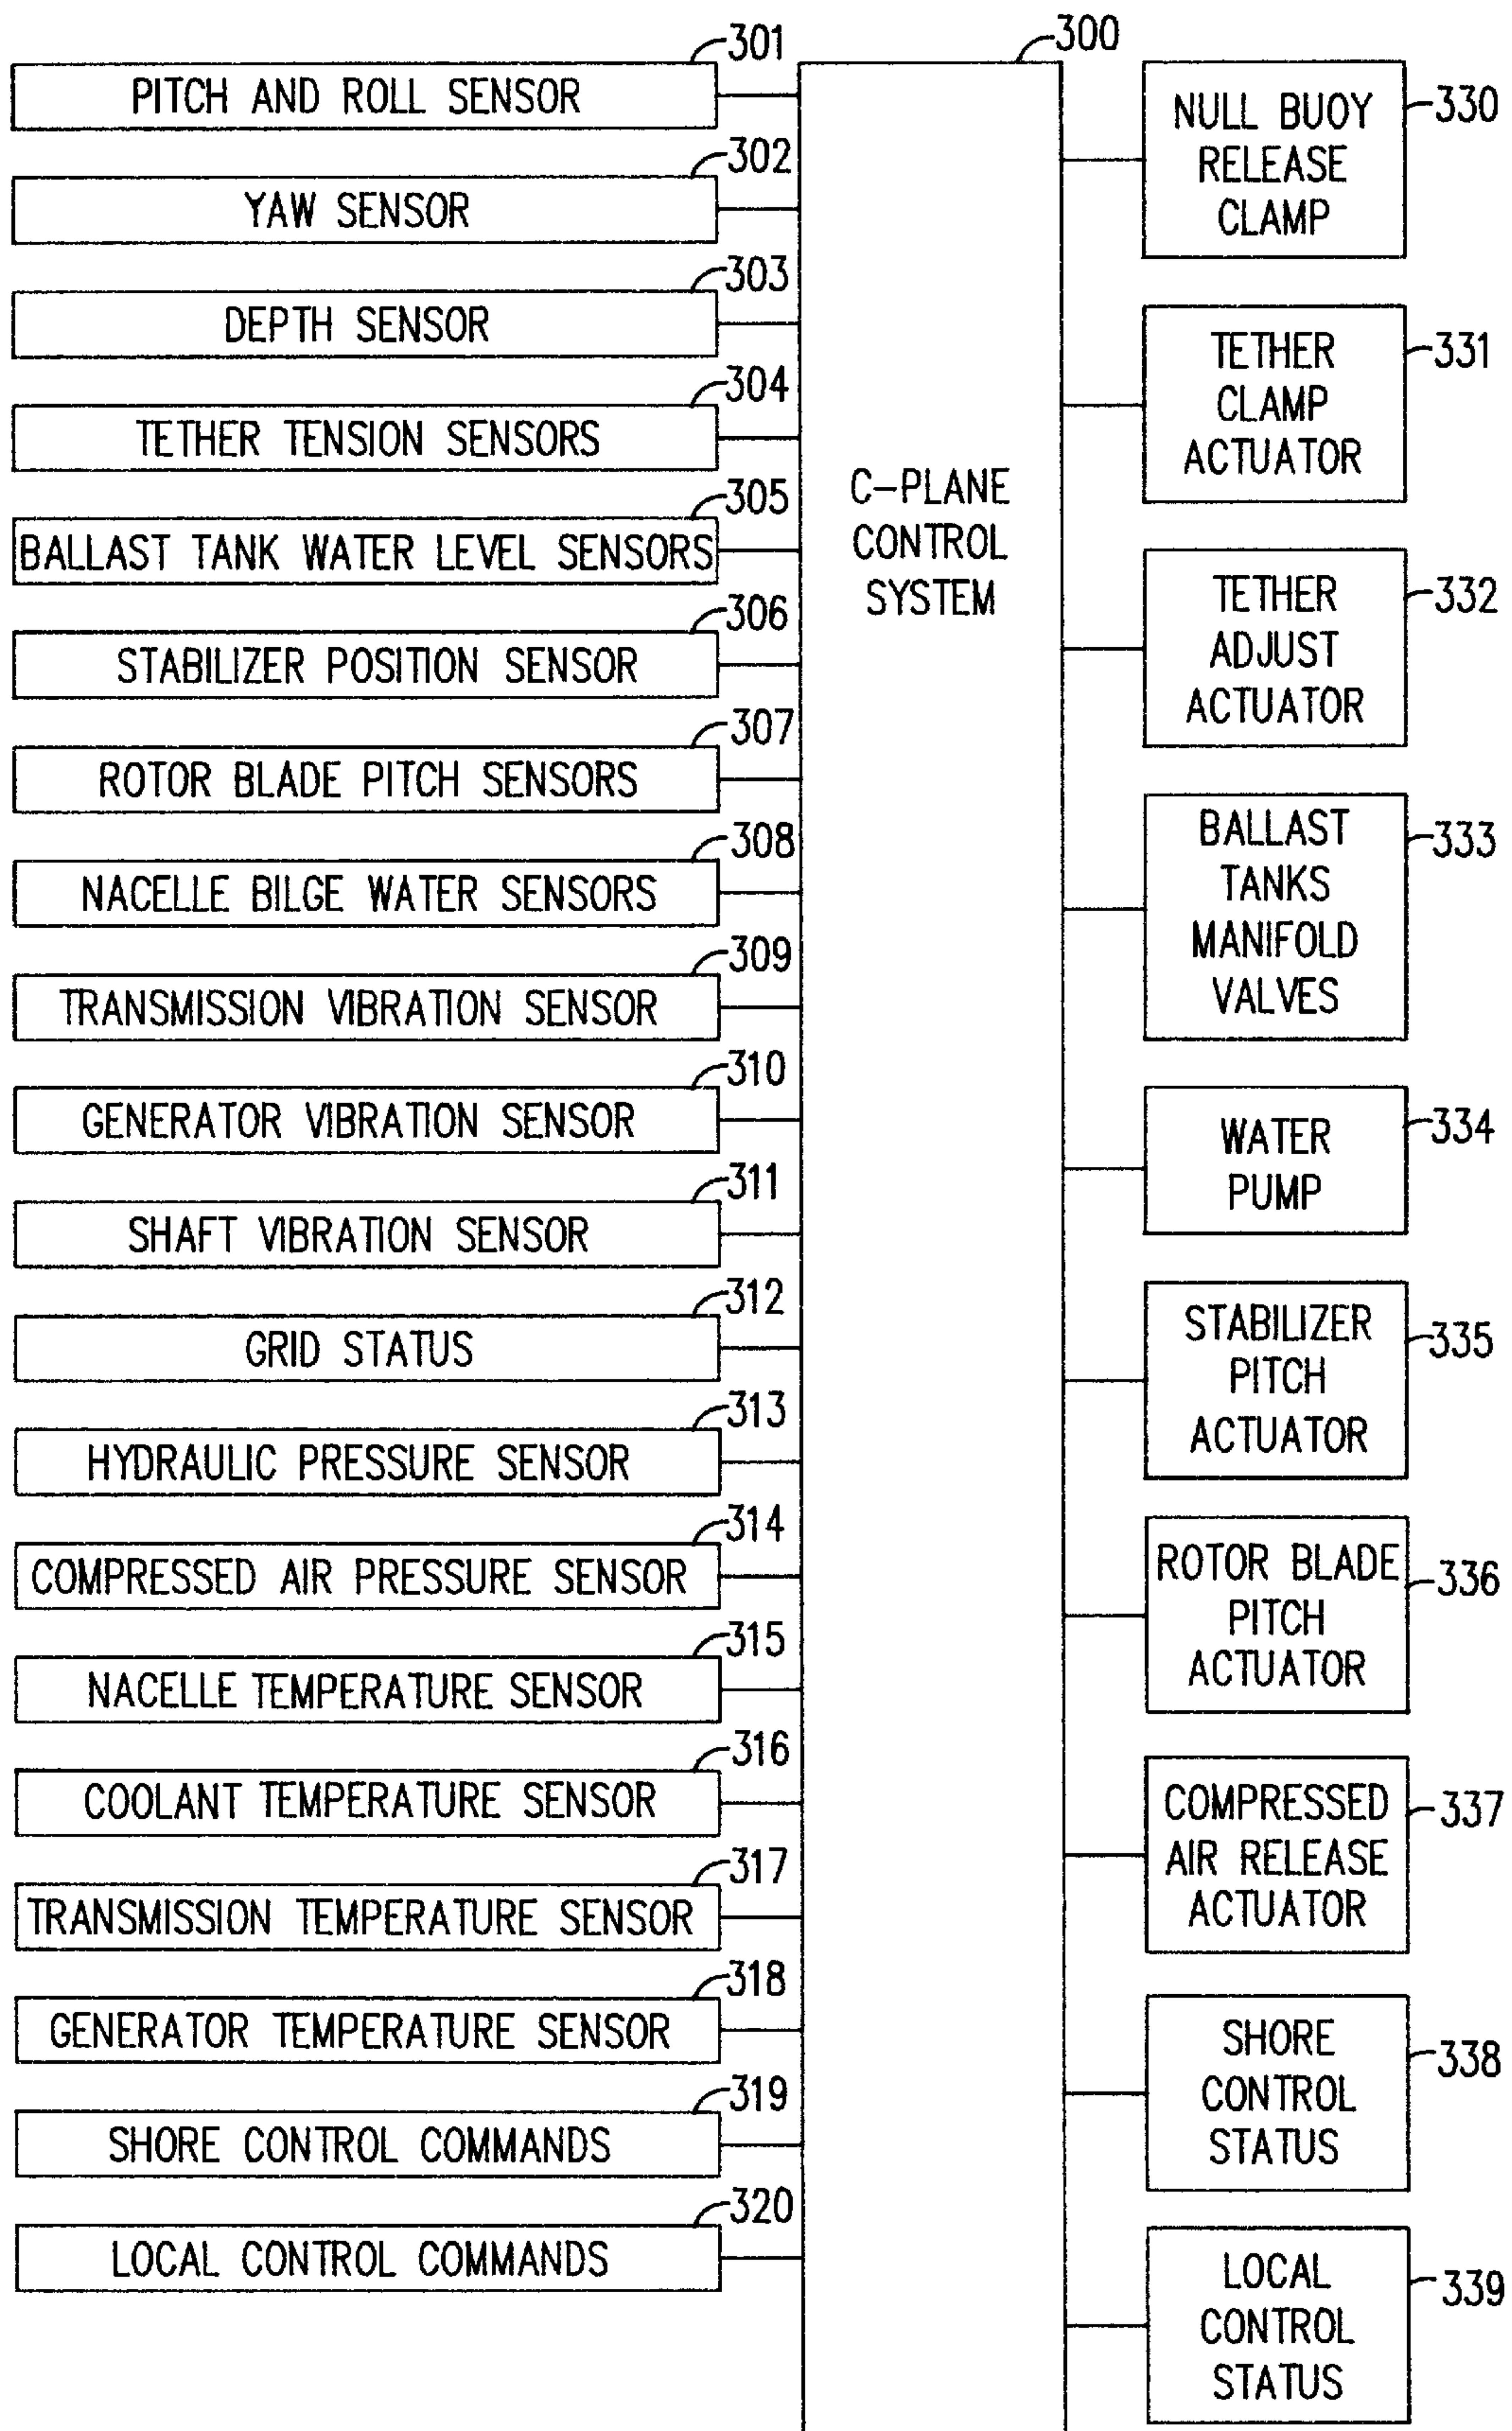 301
PITCH AND ROLL SENSOR
302
YAW SENSOR
303
DEPTH SENSOR
304
TETHER TENSION SENSORS
305
BALLAST TANK WATER LEVEL SENSORS
306
STABILIZER POSITION SENSOR
307
ROTOR BLADE PITCH SENSORS
308
NACELLE BILGE WATER SENSORS
309
TRANSMISSION VIBRATION SENSOR
310
GENERATOR VIBRATION SENSOR
311
SHAFT VIBRATION SENSOR
312
GRID STATUS
313
HYDRAULIC PRESSURE SENSOR
314
COMPRESSED AIR PRESSURE SENSOR
315
NACELLE TEMPERATURE SENSOR
316
COOLANT TEMPERATURE SENSOR
317
TRANSMISSION TEMPERATURE SENSOR
318
GENERATOR TEMPERATURE SENSOR
319
SHORE CONTROL COMMANDS
320
LOCAL CONTROL COMMANDS
300
C-PLANE
CONTROL
SYSTEM
330
NULL BUOY
RELEASE
CLAMP
331
TETHER
CLAMP
ACTUATOR
332
TETHER
ADJUST
ACTUATOR
333
BALLAST
TANKS
MANIFOLD
VALVES
334
WATER
PUMP
335
STABILIZER
PITCH
ACTUATOR
336
ROTOR BLADE
PITCH
ACTUATOR
337
COMPRESSED
AIR RELEASE
ACTUATOR
338
SHORE
CONTROL
STATUS
339
LOCAL
CONTROL
STATUS